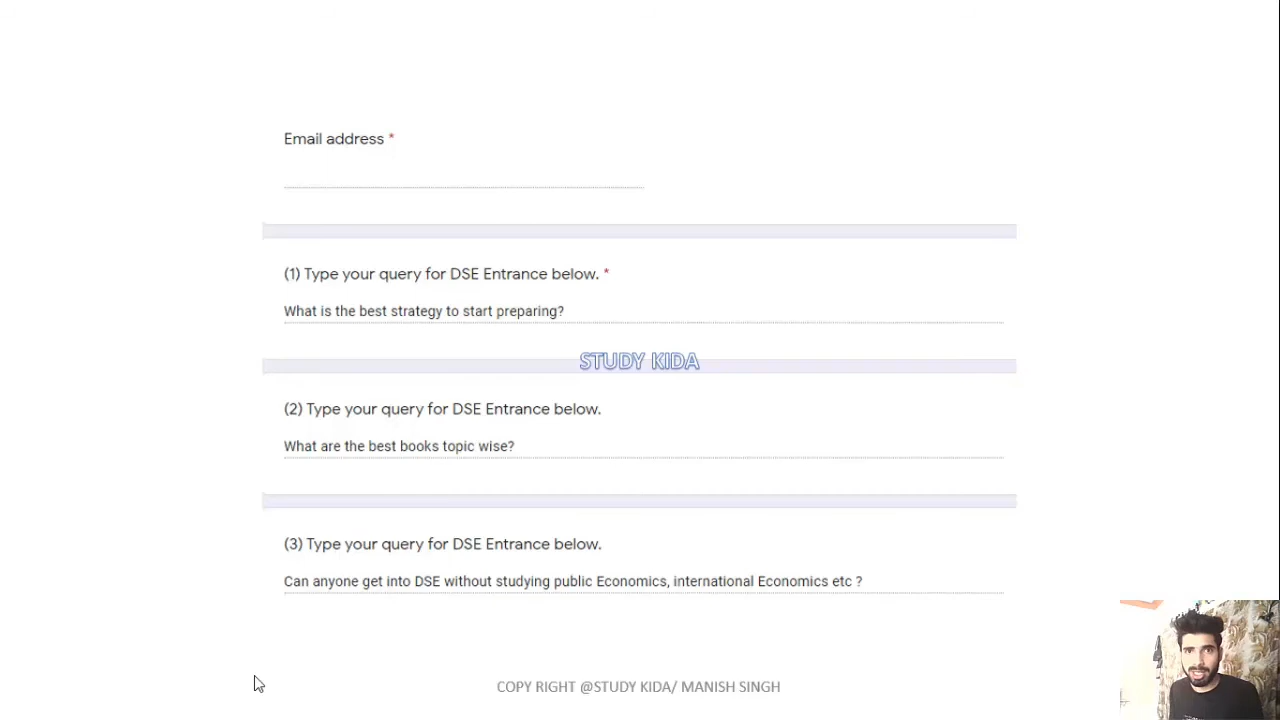 Email address *
(1) Type your query for DSE Entrance below. *
What is the best strategy to start preparing?
STUDY KIDA
(2) Type your query for DSE Entrance below.
What are the best books topic wise?
(3) Type your query for DSE Entrance below.
Can anyone get into DSE without studying public Economics, international Economics etc ?
COPY RIGHT @STUDY KIDA/ MANISH SINGH